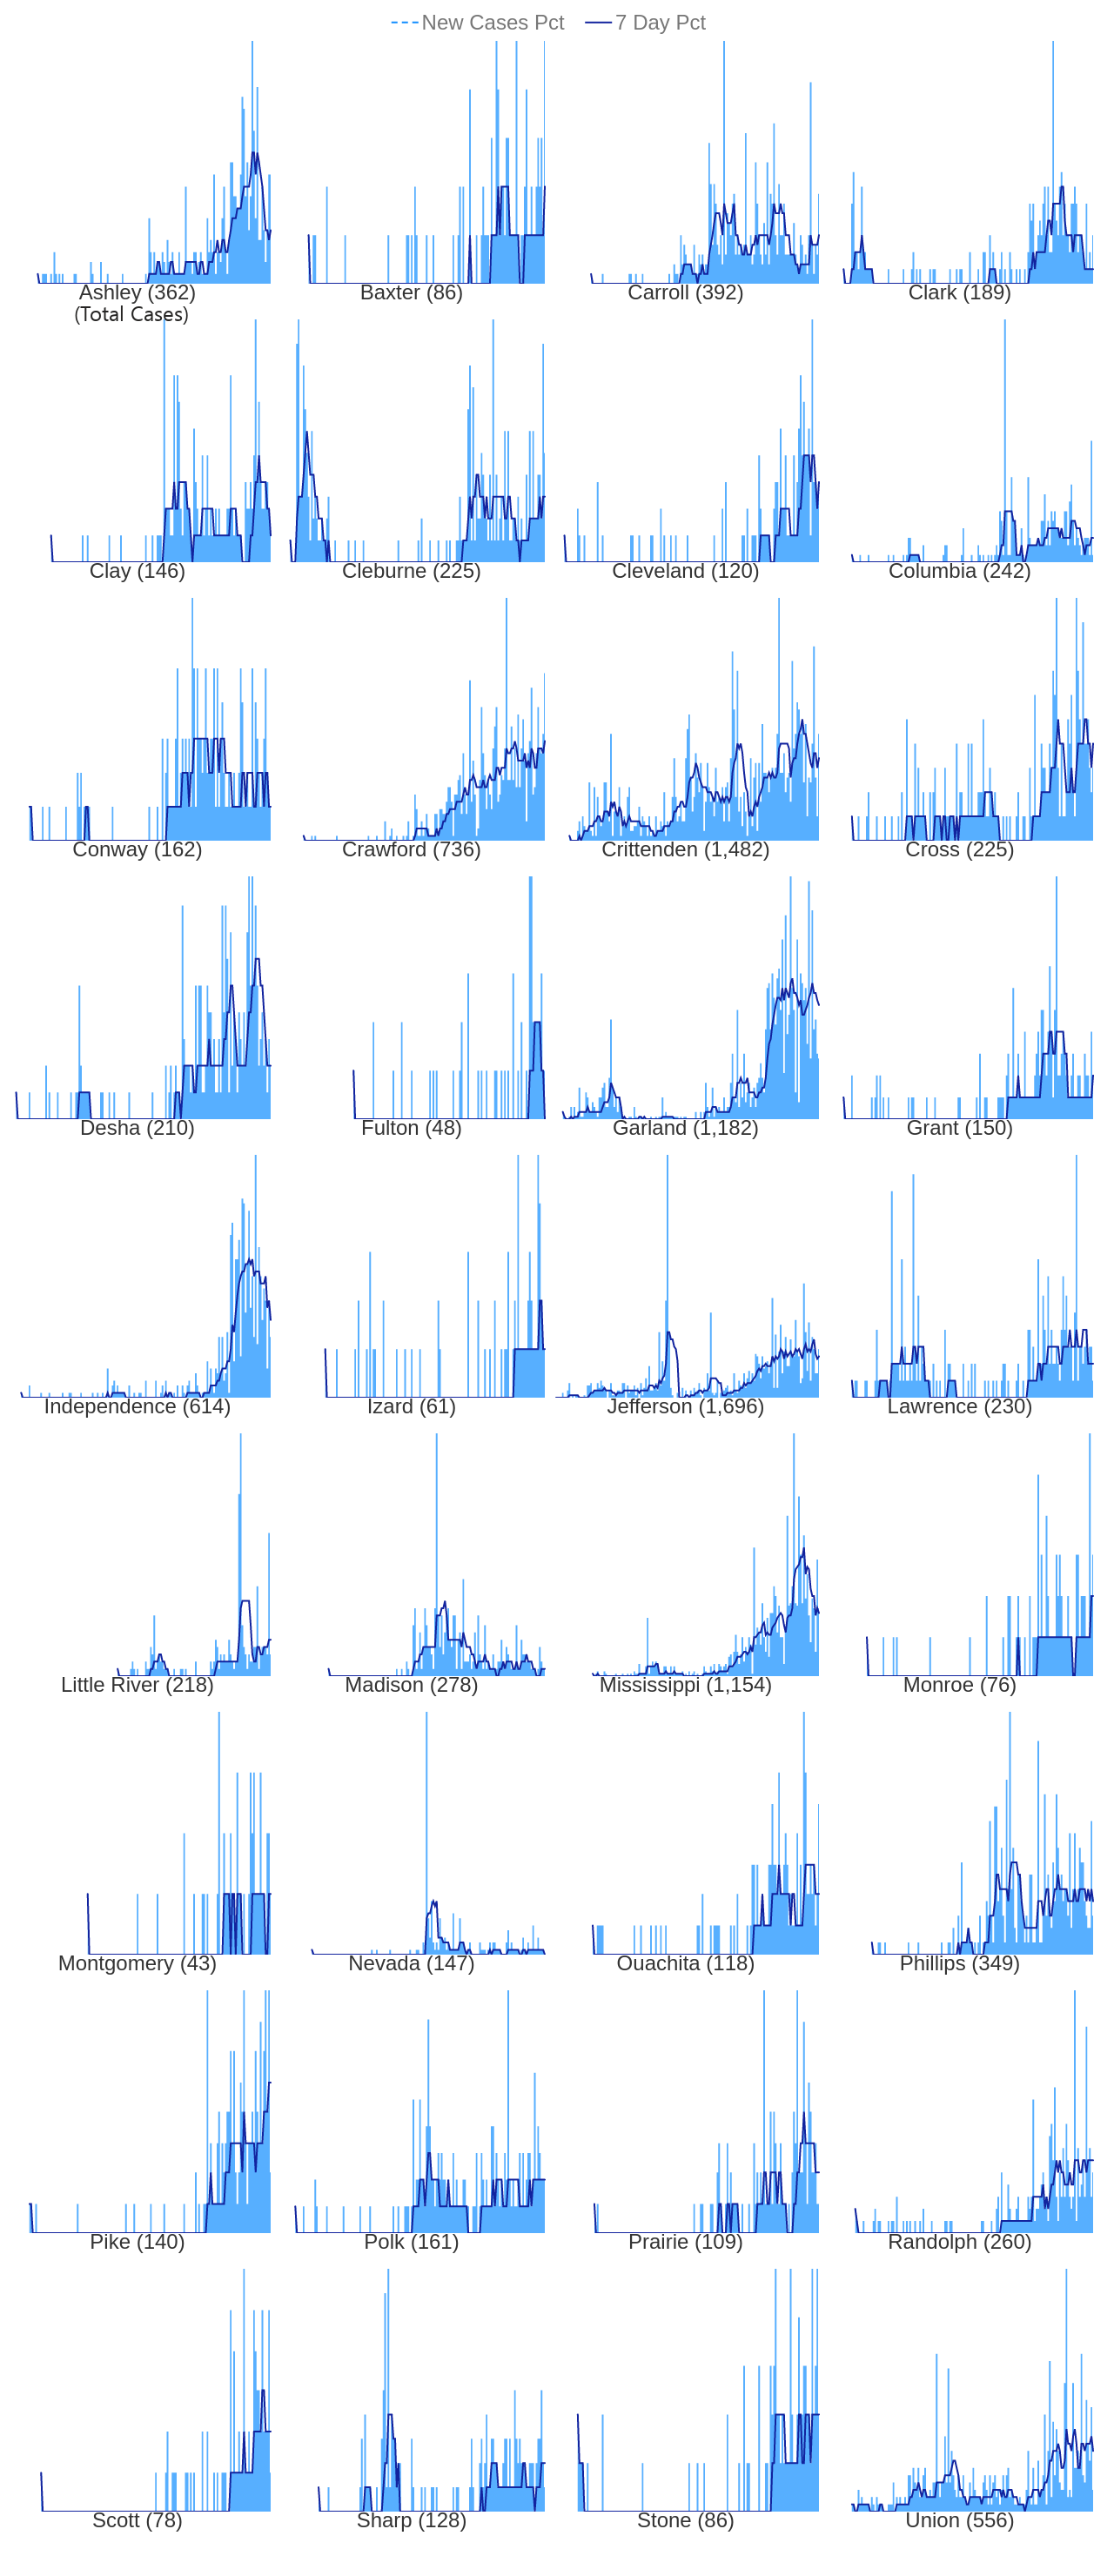 New Cases Pct 7 Day Pct
Ashley (362) Baxter (86) Carroll (392) Clark (189)
(Total Cases)
Clay (146) Cleburne (225) Cleveland (120) Columbia (242)
Conway (162) Crawford (736) Crittenden (1,482) Cross (225)
Desha (210) Fulton (48) Garland (1,182) Grant (150)
Independence (614) Izard (61) Jefferson (1,696) Lawrence (230)
Little River (218) Madison (278) Mississippi (1,154) Monroe (76)
Montgomery (43) Nevada (147) Ouachita (118) Phillips (349)
Pike (140) Polk (161) Prairie (109) Randolph (260)
Scott (78) Sharp (128) Stone (86) Union (556)